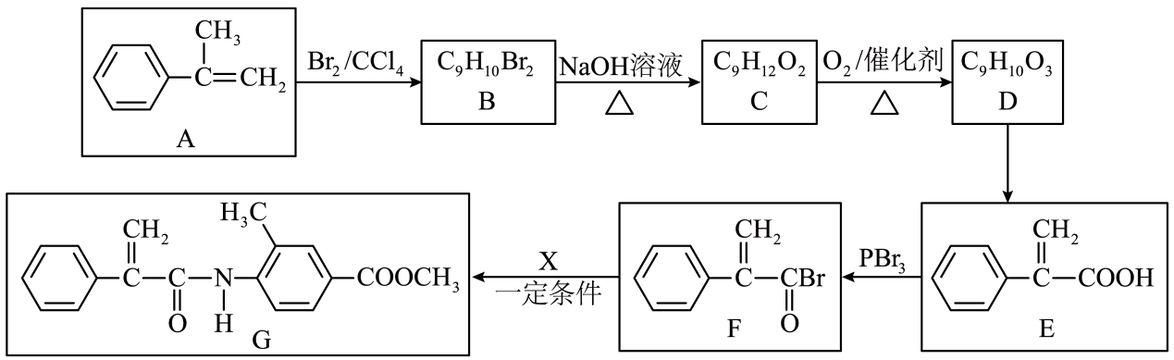 CH₃
C
CH₂
A
Br₂/CCl₄
C₉H₁₀Br₂
B
NaOH溶液
△
C₉H₁₂O₂
C
O₂/催化剂
△
C₉H₁₀O₃
D
CH₂
C
COOH
E
PBr₃
CH₂
C
CBr
O
F
X
一定条件
H₃C
CH₂
C
C
N
COOCH₃
O
H
G